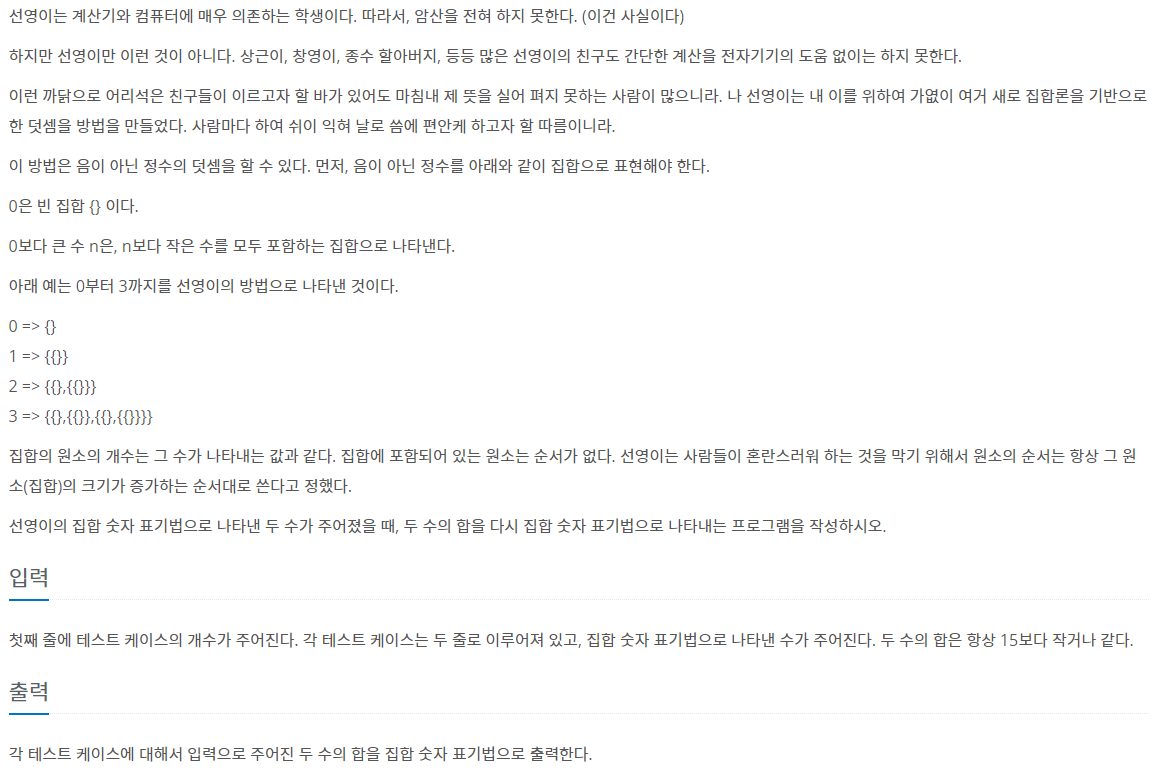 선영이는 계산기와 컴퓨터에 매우 의존하는 학생이다. 따라서, 암산을 전혀 하지 못한다. (이건 사실이다)
하지만 선영이만 이런 것이 아니다. 상근이, 창영이, 종수 할아버지, 등등 많은 선영이의 친구도 간단한 계산을 전자기기의 도움 없이는 하지 못한다.
이런 까닭으로 어리석은 친구들이 이르고자 할 바가 있어도 마침내 제 뜻을 실어 펴지 못하는 사람이 많으니라. 나 선영이는 내 이를 위하여 가엾이 여겨 새로 집합론을 기반으로
한 덧셈을 방법을 만들었다. 사람마다 하여 쉬이 익혀 날로 씀에 편안케 하고자 할 따름이니라.
이 방법은 음이 아닌 정수의 덧셈을 할 수 있다. 먼저, 음이 아닌 정수를 아래와 같이 집합으로 표현해야 한다.
0은 빈 집합 {} 이다.
0보다 큰 수 n은, n보다 작은 수를 모두 포함하는 집합으로 나타낸다.
아래 예는 0부터 3까지를 선영이의 방법으로 나타낸 것이다.
0 => {}
1 => {{}}
2 => {{},{{}}}
3 => {{},{{}},{{},{{}}}}
집합의 원소의 개수는 그 수가 나타내는 값과 같다. 집합에 포함되어 있는 원소는 순서가 없다. 선영이는 사람들이 혼란스러워 하는 것을 막기 위해서 원소의 순서는 항상 그 원
소(집합)의 크기가 증가하는 순서대로 쓴다고 정했다.
선영이의 집합 숫자 표기법으로 나타낸 두 수가 주어졌을 때, 두 수의 합을 다시 집합 숫자 표기법으로 나타내는 프로그램을 작성하시오.
입력
첫째 줄에 테스트 케이스의 개수가 주어진다. 각 테스트 케이스는 두 줄로 이루어져 있고, 집합 숫자 표기법으로 나타낸 수가 주어진다. 두 수의 합은 항상 15보다 작거나 같다.
출력
각 테스트 케이스에 대해서 입력으로 주어진 두 수의 합을 집합 숫자 표기법으로 출력한다.